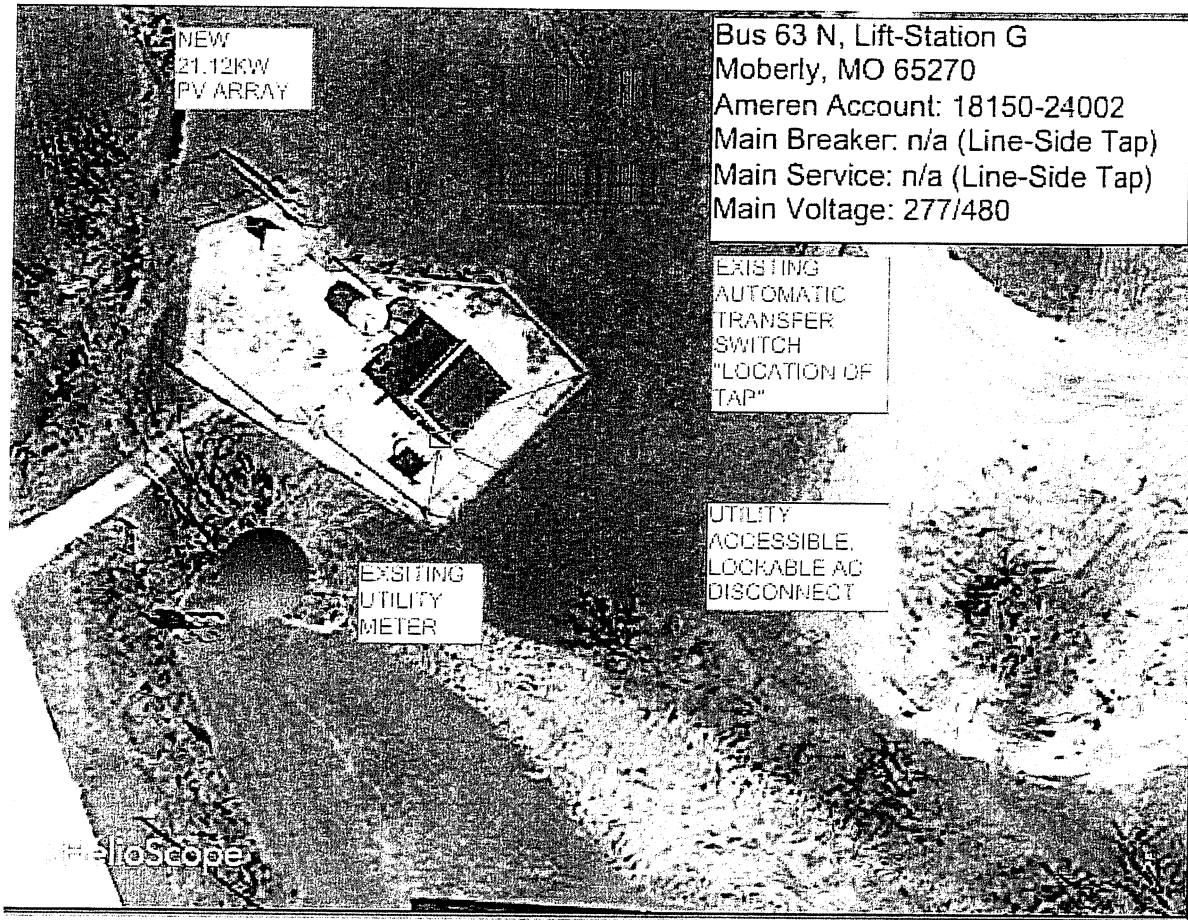 NEW
21.12KW
PV ARRAY
Bus 63 N, Lift-Station G
Moberly, MO 65270
Ameren Account: 18150-24002
Main Breaker: n/a (Line-Side Tap)
Main Service: n/a (Line-Side Tap)
Main Voltage: 277/480
EXISTING
AUTOMATIC
TRANSFER
SWITCH
"LOCATION OF
TAP"
UTILITY
ACCESSIBLE,
LOCKABLE AC
DISCONNECT
EXSITING
UTILITY
METER
HelioScope